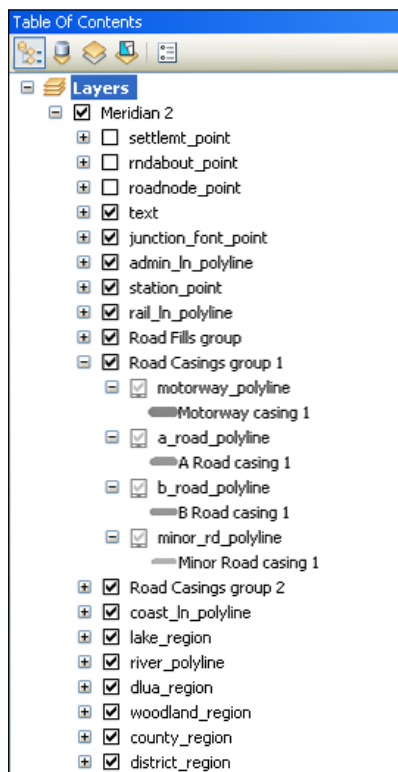 Table Of Contents
Layers
Meridian 2
settlemt_point
rndabout_point
roadnode_point
text
junction_font_point
admin_ln_polyline
station_point
rail_ln_polyline
Road Fills group
Road Casings group 1
motorway_polyline
Motorway casing 1
a_road_polyline
A Road casing 1
b_road_polyline
B Road casing 1
minor_rd_polyline
Minor Road casing 1
Road Casings group 2
coast_ln_polyline
lake_region
river_polyline
dlua_region
woodland_region
county_region
district_region